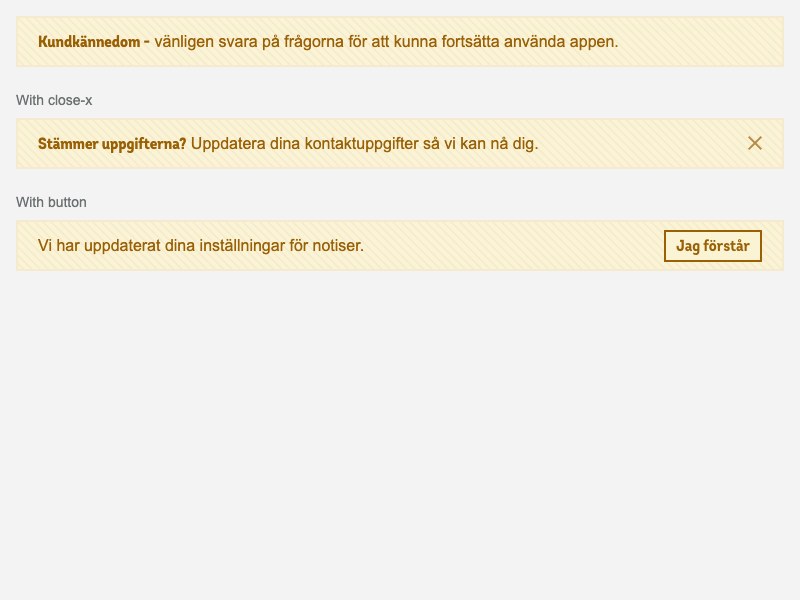 Kundkännedom - vänligen svara på frågorna för att kunna fortsätta använda appen.
With close-x
Stämmer uppgifterna? Uppdatera dina kontaktuppgifter så vi kan nå dig.
With button
Vi har uppdaterat dina inställningar för notiser.
Jag förstår